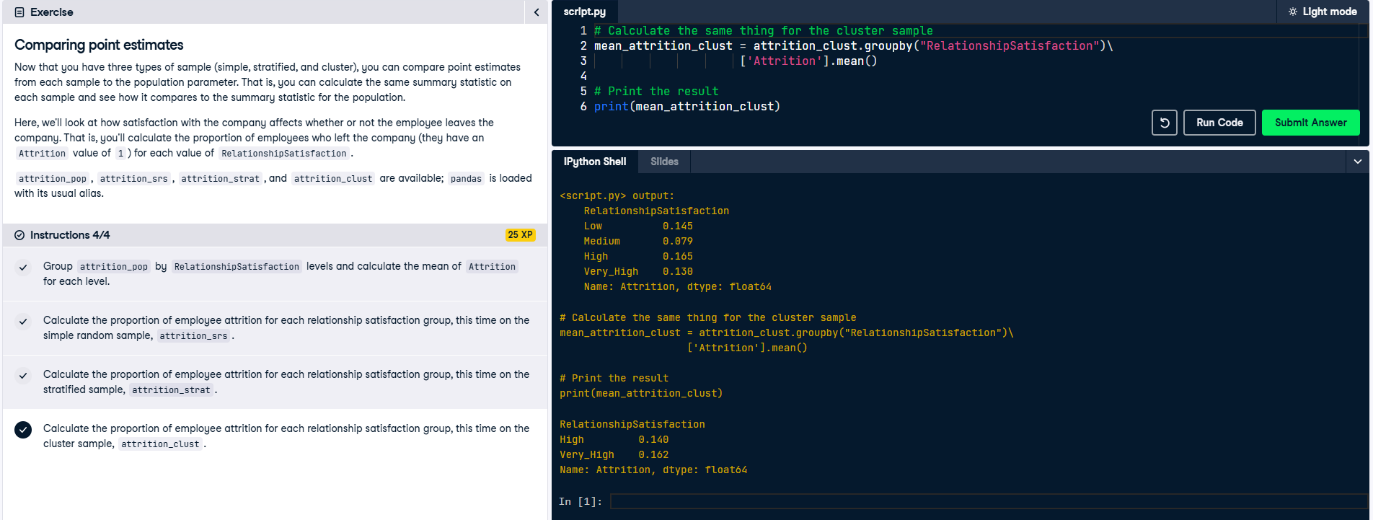 Exercise
Comparing point estimates
Now that you have three types of sample (simple, stratified, and cluster), you can compare point estimates
from each sample to the population parameter. That is, you can calculate the same summary statistic on
each sample and see how it compares to the summary statistic for the population.
Here, we'll look at how satisfaction with the company affects whether or not the employee leaves the
company. That is, you'll calculate the proportion of employees who left the company (they have an
Attrition value of 1 ) for each value of RelationshipSatisfaction .
attrition_pop , attrition_srs , attrition_strat , and attrition_clust are available; pandas is loaded
with its usual alias.
Instructions 4/4
25 XP
Group attrition_pop by RelationshipSatisfaction levels and calculate the mean of Attrition
for each level.
Calculate the proportion of employee attrition for each relationship satisfaction group, this time on the
simple random sample, attrition_srs .
Calculate the proportion of employee attrition for each relationship satisfaction group, this time on the
stratified sample, attrition_strat .
Calculate the proportion of employee attrition for each relationship satisfaction group, this time on the
cluster sample, attrition_clust .
script.py
Light mode
1 # Calculate the same thing for the cluster sample
2 mean_attrition_clust = attrition_clust.groupby("RelationshipSatisfaction")\
3 ['Attrition'].mean()
4
5 # Print the result
6 print(mean_attrition_clust)
Run Code
Submit Answer
IPython Shell
Slides
<script.py> output:
RelationshipSatisfaction
Low 0.145
Medium 0.079
High 0.165
Very_High 0.130
Name: Attrition, dtype: float64
# Calculate the same thing for the cluster sample
mean_attrition_clust = attrition_clust.groupby("RelationshipSatisfaction")\
['Attrition'].mean()
# Print the result
print(mean_attrition_clust)
RelationshipSatisfaction
High 0.140
Very_High 0.162
Name: Attrition, dtype: float64
In [1]: